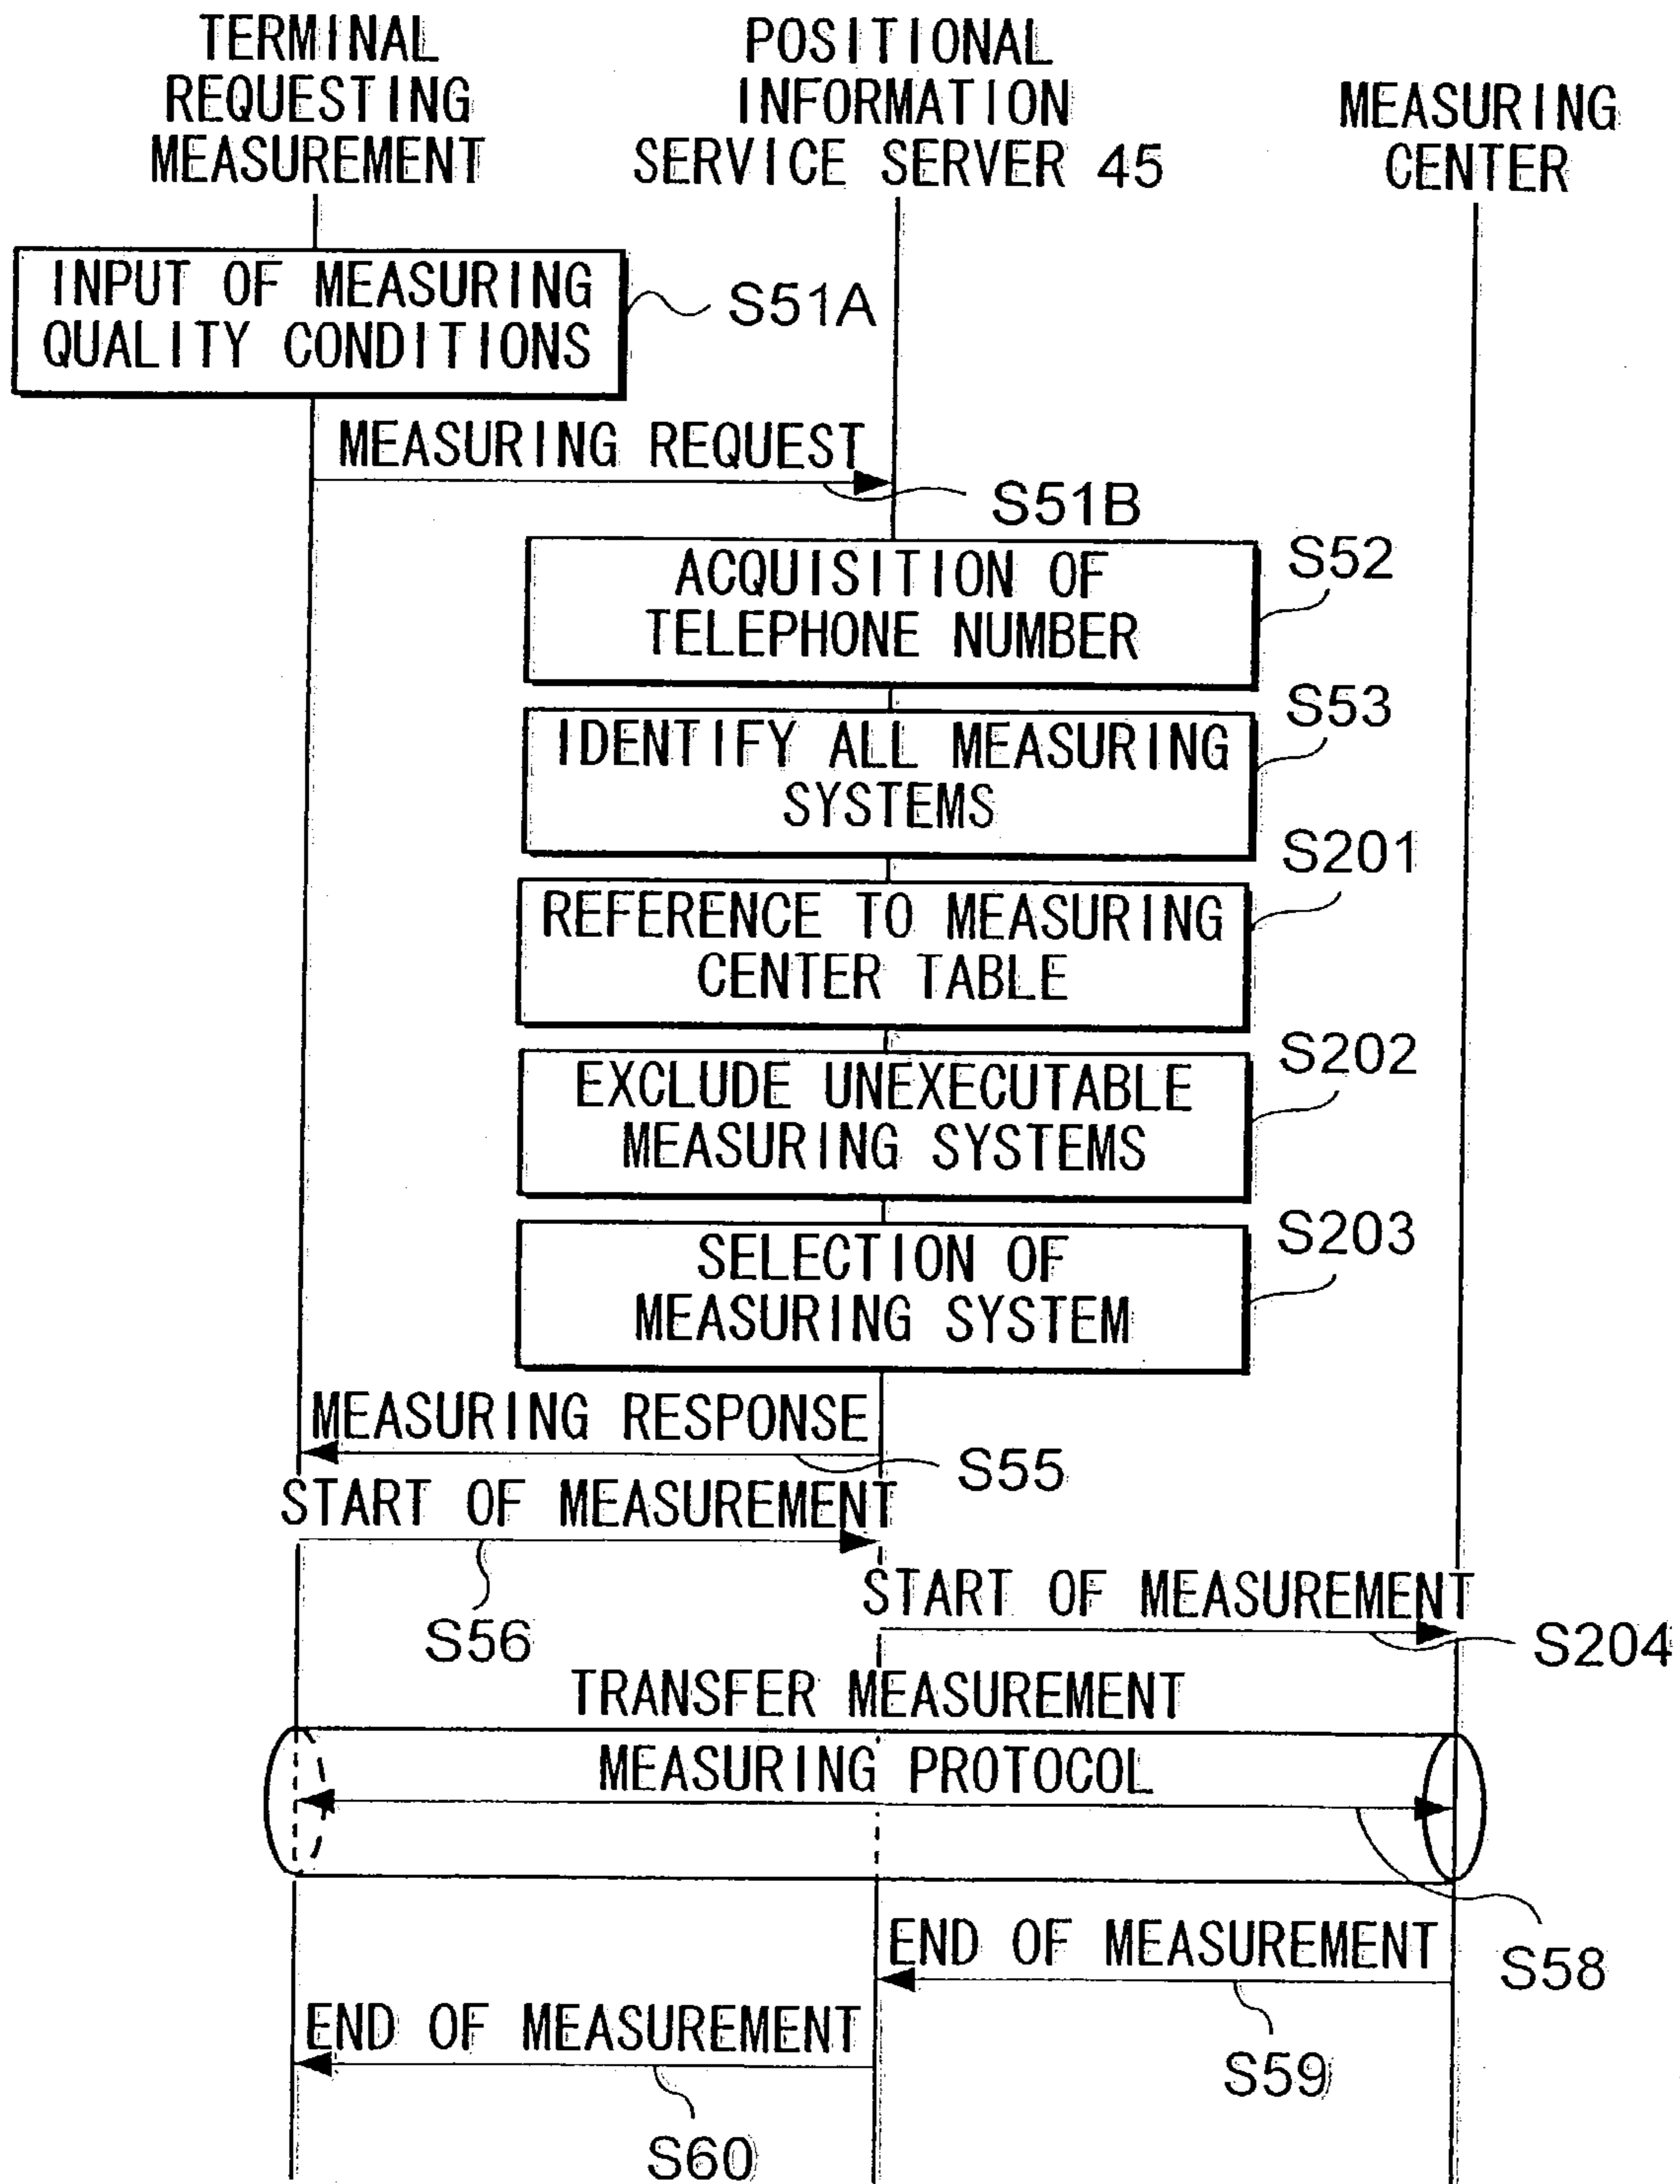 TERMINAL
REQUESTING
MEASUREMENT
POSITIONAL
INFORMATION
SERVICE SERVER 45
MEASURING
CENTER
INPUT OF MEASURING
QUALITY CONDITIONS
S51A
MEASURING REQUEST
S51B
ACQUISITION OF
TELEPHONE NUMBER
S52
IDENTIFY ALL MEASURING
SYSTEMS
S53
REFERENCE TO MEASURING
CENTER TABLE
S201
EXCLUDE UNEXECUTABLE
MEASURING SYSTEMS
S202
SELECTION OF
MEASURING SYSTEM
S203
MEASURING RESPONSE
S55
START OF MEASUREMENT
S56
START OF MEASUREMENT
S204
TRANSFER MEASUREMENT
MEASURING PROTOCOL
S58
END OF MEASUREMENT
S59
END OF MEASUREMENT
S60